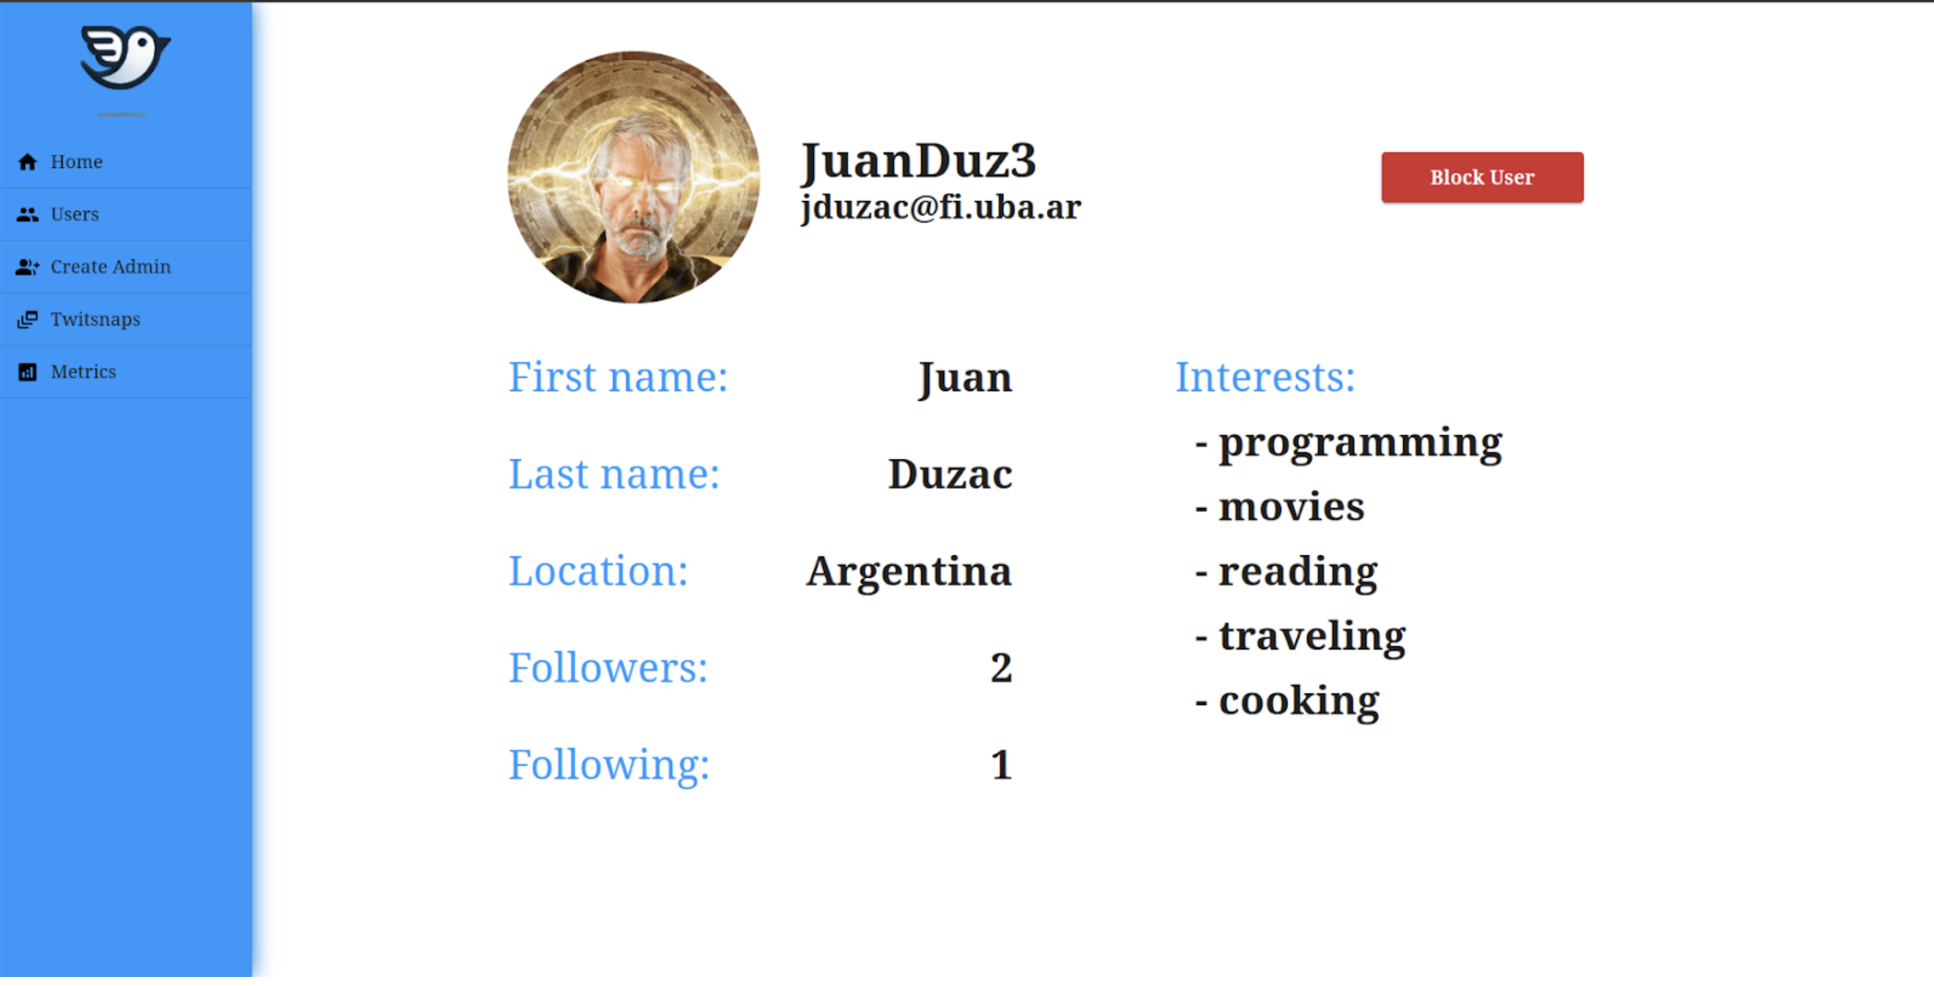 Home
Users
Create Admin
Twitsnaps
Metrics
JuanDuz3
jduzac@fi.uba.ar
Block User
First name: Juan
Last name: Duzac
Location: Argentina
Followers: 2
Following: 1
Interests:
- programming
- movies
- reading
- traveling
- cooking